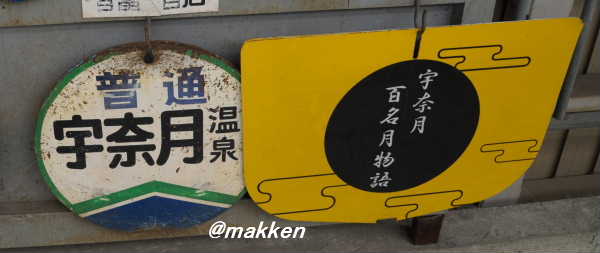 普通
宇奈月温泉
宇奈月
百名月物語
@makken